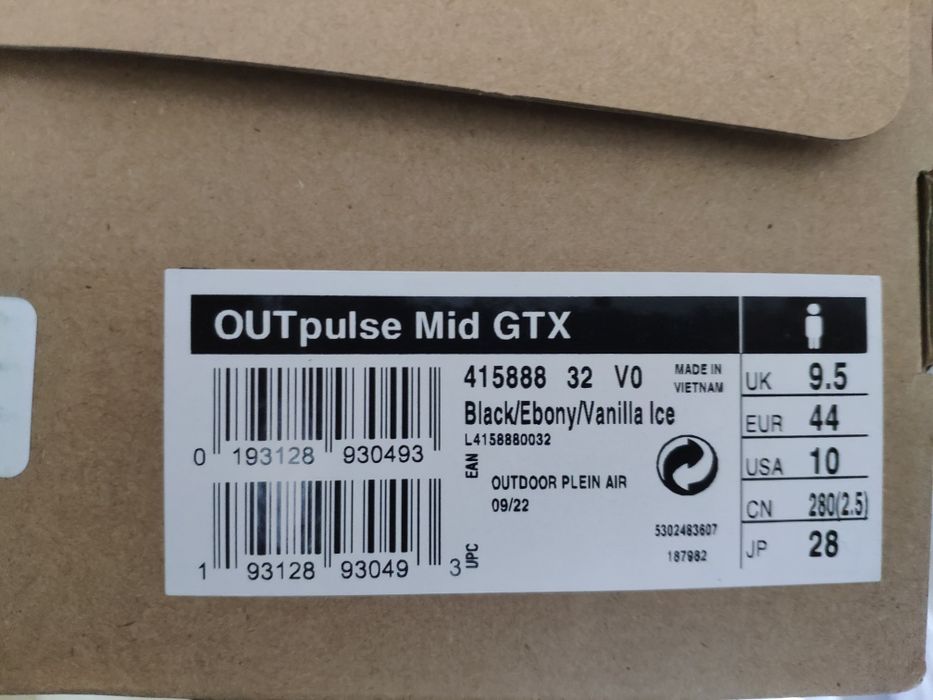 OUTpulse Mid GTX
415888 32 V0
MADE IN
VIETNAM
Black/Ebony/Vanilla Ice
L4158880032
0 193128 930493
EAN
OUTDOOR PLEIN AIR
09/22
5302483607
187982
1 93128 93049 3
UPC
UK 9.5
EUR 44
USA 10
CN 280(2.5)
JP 28